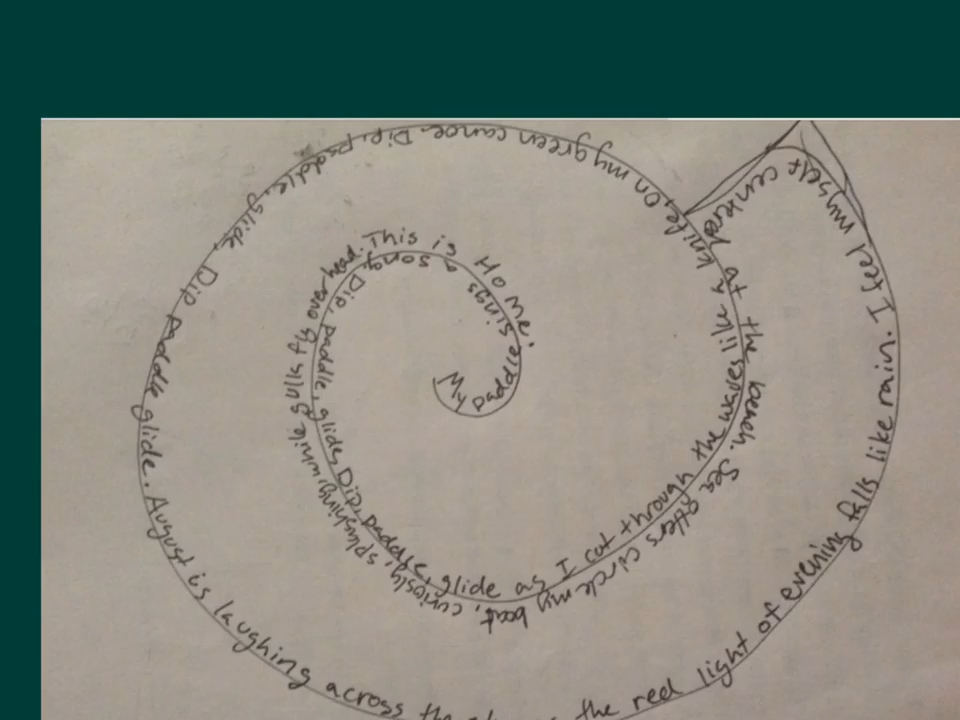 My paddle sings a song. Dip, paddle, glide, Dip, paddle, glide as I cut through the waves like a knife, On my green canoe. Dip, paddle, glide, Dip paddle glide. August is laughing across the the red light of evening falls like rain. I feel myself centered to the beach. Sea otters circle my boat, curiosly, splashing, while gulls fly over head. This is Home.